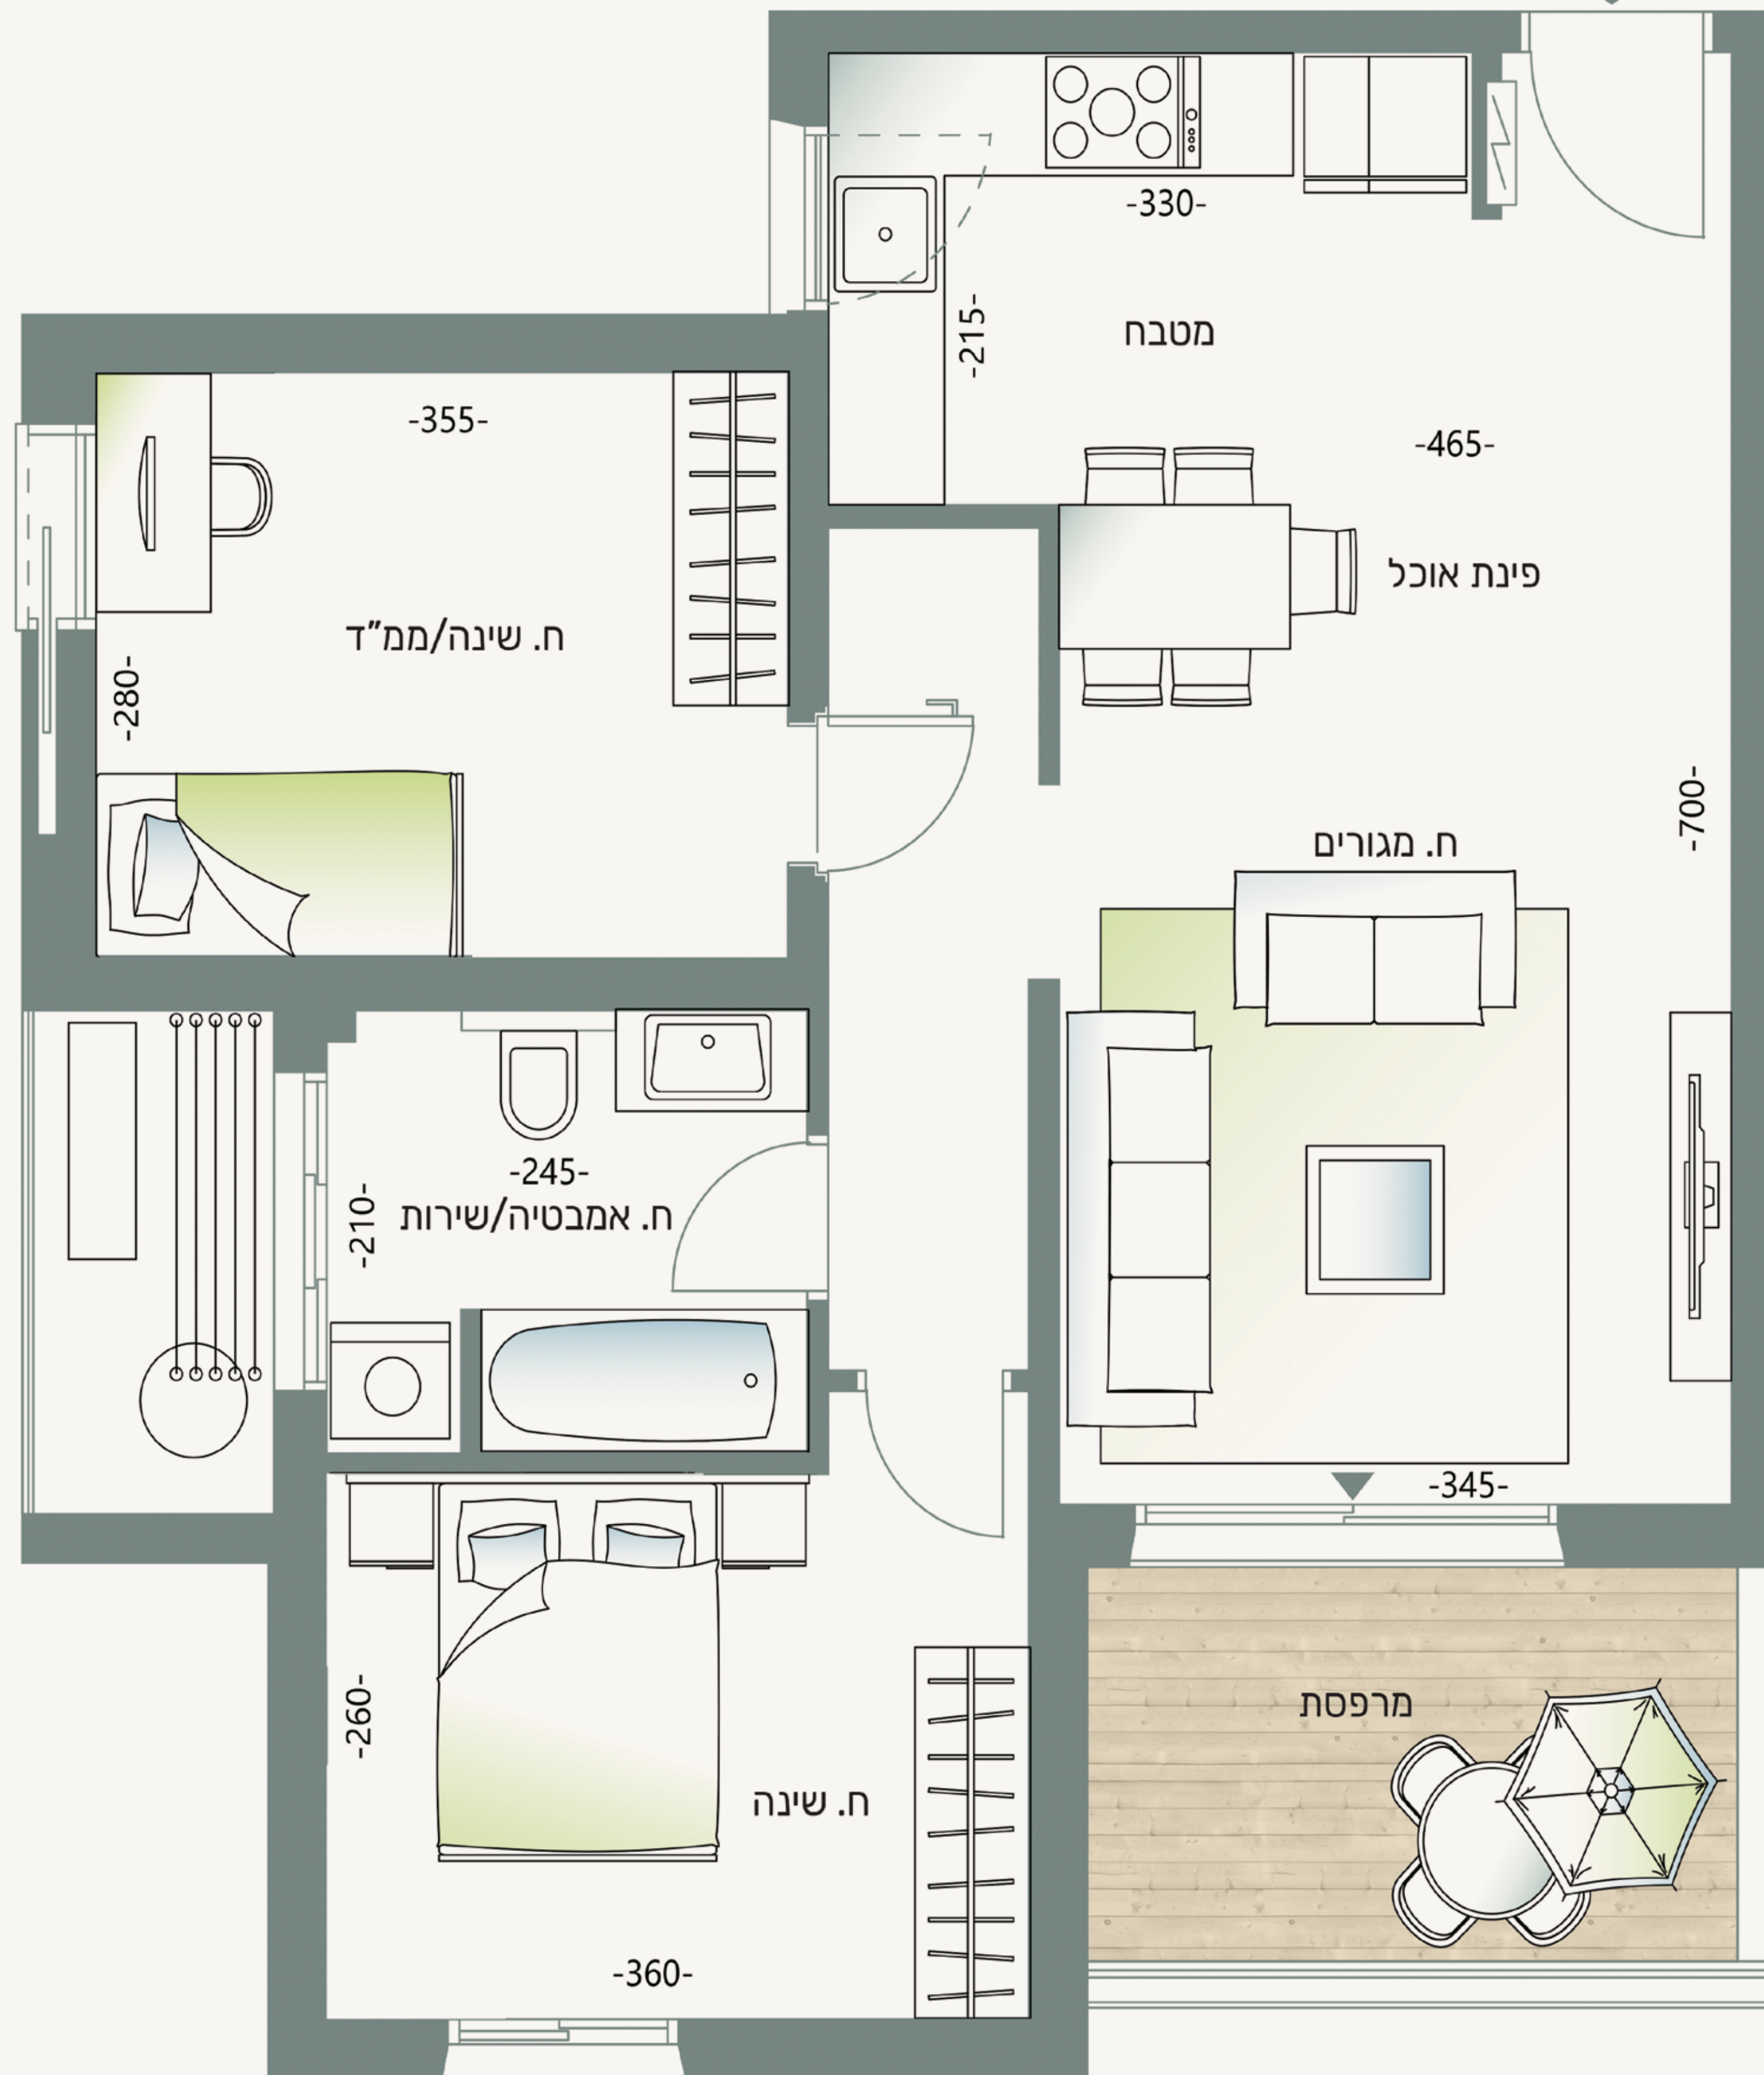 -330-
-215-
מטבח
-355-
-465-
פינת אוכל
ח. שינה/ממ״ד
-280-
-700-
ח. מגורים
-245-
ח. אמבטיה/שירות
-210-
-345-
-260-
מרפסת
ח. שינה
-360-